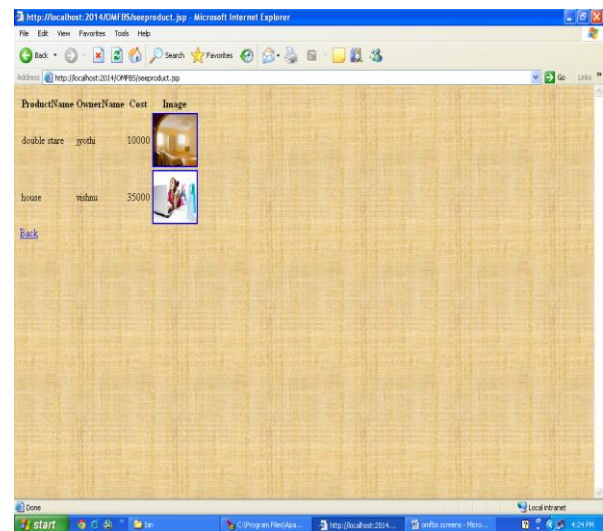 http://localhost:2014/OMFBS/seeproduct.jsp - Microsoft Internet Explorer
File Edit View Favorites Tools Help
Back Search Favorites
Address http://localhost:2014/OMFBS/seeproduct.jsp Go Links »
ProductName OwnerName Cost Image
double stare jyothi 10000
house vishnu 35000
Back
Done Local intranet
start bin C:\Program Files\Apa... http://localhost:2014... omfbs screens - Micro... 4:24 PM